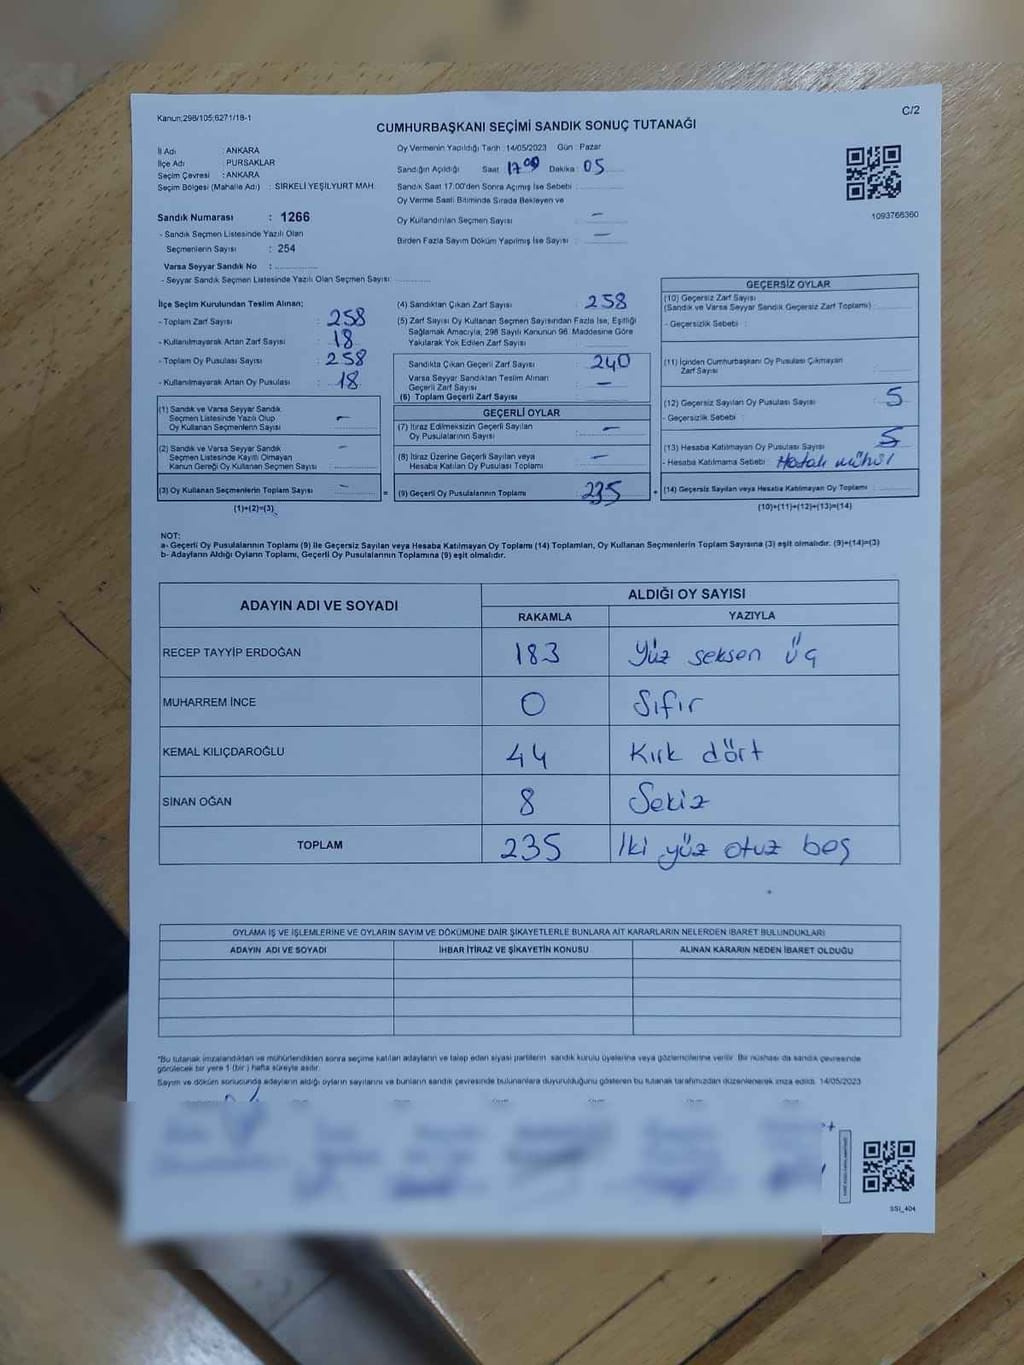 Kanun;298/105;6271/18-1
C/2
CUMHURBAŞKANI SEÇİMİ SANDIK SONUÇ TUTANAĞI
İl Adı : ANKARA
İlçe Adı : PURSAKLAR
Seçim Çevresi : ANKARA
Seçim Bölgesi (Mahalle Adı) : SİRKELİ YEŞİLYURT MAH.
Sandık Numarası : 1266
- Sandık Seçmen Listesinde Yazılı Olan
Seçmenlerin Sayısı : 254
Varsa Seyyar Sandık No :
- Seyyar Sandık Seçmen Listesinde Yazılı Olan Seçmen Sayısı:
Oy Vermenin Yapıldığı Tarih :14/05/2023 Gün : Pazar
Sandığın Açıldığı Saat 17:00 Dakika : 05
Sandık Saat 17.00'den Sonra Açımış İse Sebebi :
Oy Verme Saati Bitiminde Sırada Bekleyen ve
Oy Kullandırılan Seçmen Sayısı : –
Birden Fazla Sayım Döküm Yapılmış İse Sayısı : –
1093766360
İlçe Seçim Kurulundan Teslim Alınan;
- Toplam Zarf Sayısı : 258
- Kullanılmayarak Artan Zarf Sayısı : 18
- Toplam Oy Pusulası Sayısı : 258
- Kullanılmayarak Artan Oy Pusulası : 18
(1) Sandık ve Varsa Seyyar Sandık
Seçmen Listesinde Yazılı Olup
Oy Kullanan Seçmenlerin Sayısı : –
(2) Sandık ve Varsa Seyyar Sandık
Seçmen Listesinde Kayıtlı Olmayan
Kanun Gereği Oy Kullanan Seçmen Sayısı : –
(3) Oy Kullanan Seçmenlerin Toplam Sayısı : –
(1)+(2)=(3)
(4) Sandıktan Çıkan Zarf Sayısı : 258
(5) Zarf Sayısı Oy Kullanan Seçmen Sayısından Fazla İse, Eşitliği
Sağlamak Amacıyla, 298 Sayılı Kanunun 98. Maddesine Göre
Yakılarak Yok Edilen Zarf Sayısı :
Sandıkta Çıkan Geçerli Zarf Sayısı : 240
Varsa Seyyar Sandıktan Teslim Alınan
Geçerli Zarf Sayısı : –
(6) Toplam Geçerli Zarf Sayısı :
GEÇERLİ OYLAR
(7) İtiraz Edilmeksizin Geçerli Sayılan
Oy Pusulalarının Sayısı : –
(8) İtiraz Üzerine Geçerli Sayılan veya
Hesaba Katılan Oy Pusulası Toplamı : –
= (9) Geçerli Oy Pusulalarının Toplamı : 235 +
GEÇERSİZ OYLAR
(10) Geçersiz Zarf Sayısı
(Sandık ve Varsa Seyyar Sandık Geçersiz Zarf Toplamı) :
- Geçersizlik Sebebi :
(11) İçinden Cumhurbaşkanı Oy Pusulası Çıkmayan
Zarf Sayısı :
(12) Geçersiz Sayılan Oy Pusulası Sayısı : 5
- Geçersizlik Sebebi :
(13) Hesaba Katılmayan Oy Pusulası Sayısı : 5
- Hesaba Katılmama Sebebi : Hatalı mühür
(14) Geçersiz Sayılan veya Hesaba Katılmayan Oy Toplamı :
(10)+(11)+(12)+(13)=(14)
NOT:
a- Geçerli Oy Pusulalarının Toplamı (9) ile Geçersiz Sayılan veya Hesaba Katılmayan Oy Toplamı (14) Toplamları, Oy Kullanan Seçmenlerin Toplam Sayısına (3) eşit olmalıdır. (9)+(14)=(3)
b- Adayların Aldığı Oyların Toplamı, Geçerli Oy Pusulalarının Toplamına (9) eşit olmalıdır.
ADAYIN ADI VE SOYADI
ALDIĞI OY SAYISI
RAKAMLA YAZIYLA
RECEP TAYYİP ERDOĞAN 183 Yüz seksen üç
MUHARREM İNCE 0 Sıfır
KEMAL KILIÇDAROĞLU 44 Kırk dört
SİNAN OĞAN 8 Sekiz
TOPLAM 235 İki yüz otuz beş
OYLAMA İŞ VE İŞLEMLERİNE VE OYLARIN SAYIM VE DÖKÜMÜNE DAİR ŞİKAYETLERLE BUNLARA AİT KARARLARIN NELERDEN İBARET BULUNDUKLARI
ADAYIN ADI VE SOYADI İHBAR İTİRAZ VE ŞİKAYETİN KONUSU ALINAN KARARIN NEDEN İBARET OLDUĞU
*Bu tutanak imzalandıktan ve mühürlendikten sonra seçime katılan adayların ve talep eden siyasi partilerin sandık kurulu üyelerine veya gözlemcilerine verilir. Bir nüshası da sandık çevresinde
görülecek bir yere 1 (bir ) hafta süreyle asılır.
Sayım ve döküm sonucunda adayların aldığı oyların sayılarını ve bunların sandık çevresinde bulunanlara duyurulduğunu gösteren bu tutanak tarafımızdan düzenlenerek imza edildi. 14/05/2023
SSI_404